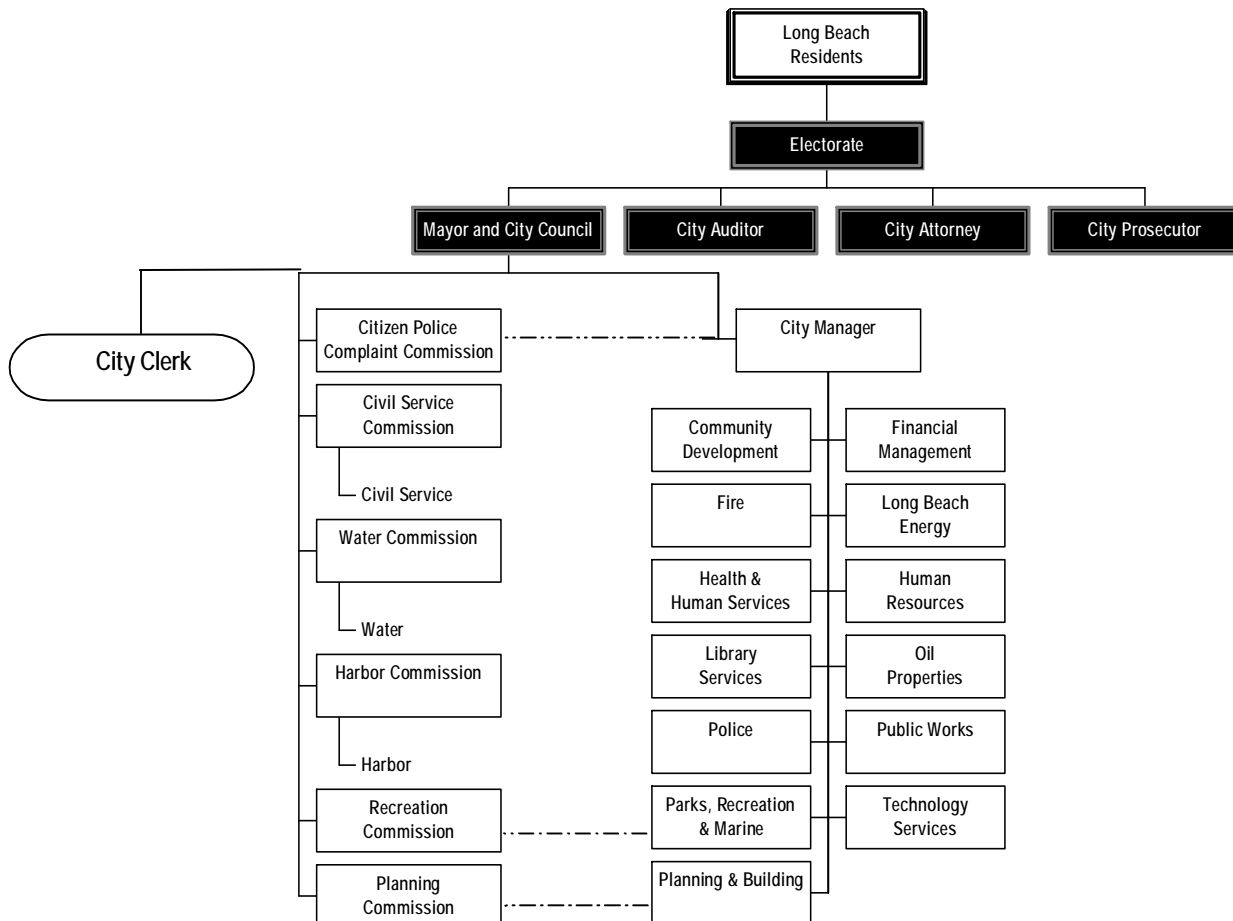 Long Beach
Residents
Electorate
Mayor and City Council
City Auditor
City Attorney
City Prosecutor
City Clerk
Citizen Police
Complaint Commission
City Manager
Civil Service
Commission
Civil Service
Water Commission
Water
Harbor Commission
Harbor
Recreation
Commission
Planning
Commission
Community
Development
Financial
Management
Fire
Long Beach
Energy
Health &
Human Services
Human
Resources
Library
Services
Oil
Properties
Police
Public Works
Parks, Recreation
& Marine
Technology
Services
Planning & Building